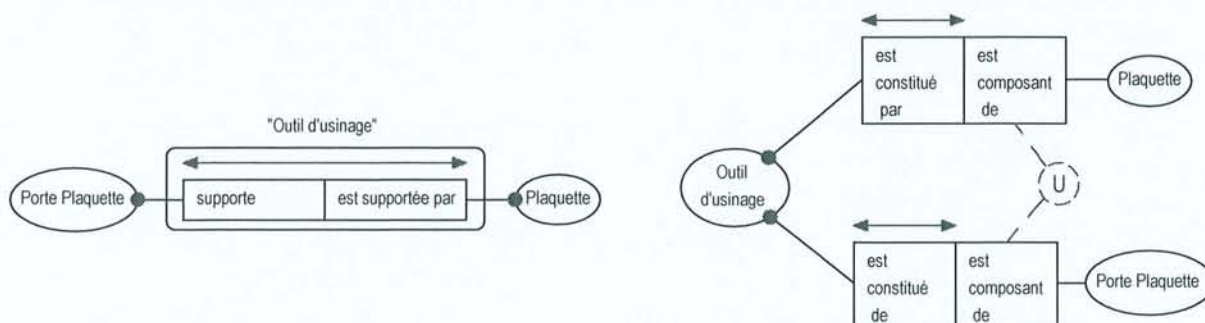 "Outil d'usinage"
Porte Plaquette
supporte
est supportée par
Plaquette
est
constitué
par
est
composant
de
Plaquette
Outil
d'usinage
U
est
constitué
de
est
composant
de
Porte Plaquette